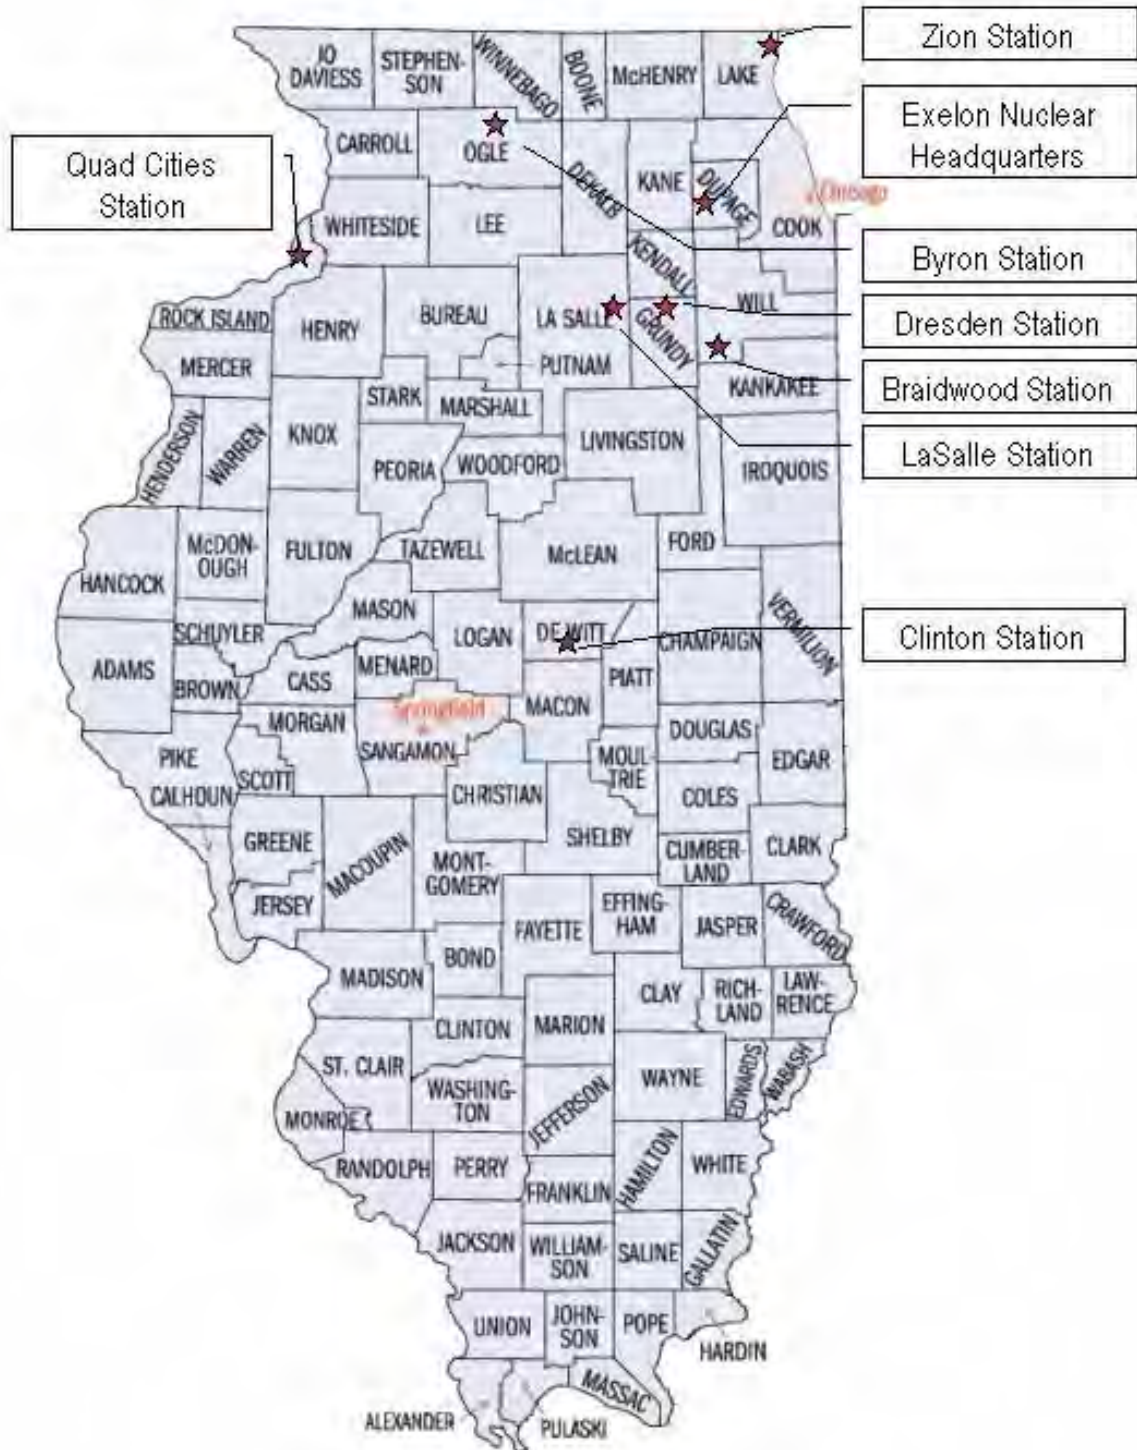 Zion Station
Exelon Nuclear
Headquarters
Quad Cities
Station
Byron Station
Dresden Station
Braidwood Station
LaSalle Station
Clinton Station
JO
DAVIESS
STEPHEN-
SON
WINNEBAGO
BOONE
McHENRY
LAKE
CARROLL
OGLE
DEKALB
KANE
DUPAGE
Chicago
COOK
WHITESIDE
LEE
KENDALL
WILL
ROCK ISLAND
HENRY
BUREAU
LA SALLE
GRUNDY
MERCER
PUTNAM
KANKAKEE
STARK
MARSHALL
HENDERSON
WARREN
KNOX
PEORIA
WOODFORD
LIVINGSTON
IROQUOIS
HANCOCK
McDON-
OUGH
FULTON
TAZEWELL
McLEAN
FORD
MASON
VERMILION
SCHUYLER
LOGAN
DE WITT
CHAMPAIGN
ADAMS
BROWN
CASS
MENARD
PIATT
MACON
Springfield
MORGAN
SANGAMON
DOUGLAS
PIKE
SCOTT
MOUL-
TRIE
EDGAR
CALHOUN
CHRISTIAN
COLES
GREENE
MACOUPIN
MONT-
GOMERY
SHELBY
CUMBER-
LAND
CLARK
JERSEY
FAYETTE
EFFING-
HAM
JASPER
CRAWFORD
MADISON
BOND
CLAY
RICH-
LAND
LAW-
RENCE
CLINTON
MARION
ST. CLAIR
WAYNE
EDWARDS
WABASH
WASHING-
TON
JEFFERSON
MONROE
RANDOLPH
PERRY
HAMILTON
WHITE
FRANKLIN
JACKSON
WILLIAM-
SON
SALINE
GALLATIN
UNION
JOHN-
SON
POPE
HARDIN
MASSAC
ALEXANDER
PULASKI